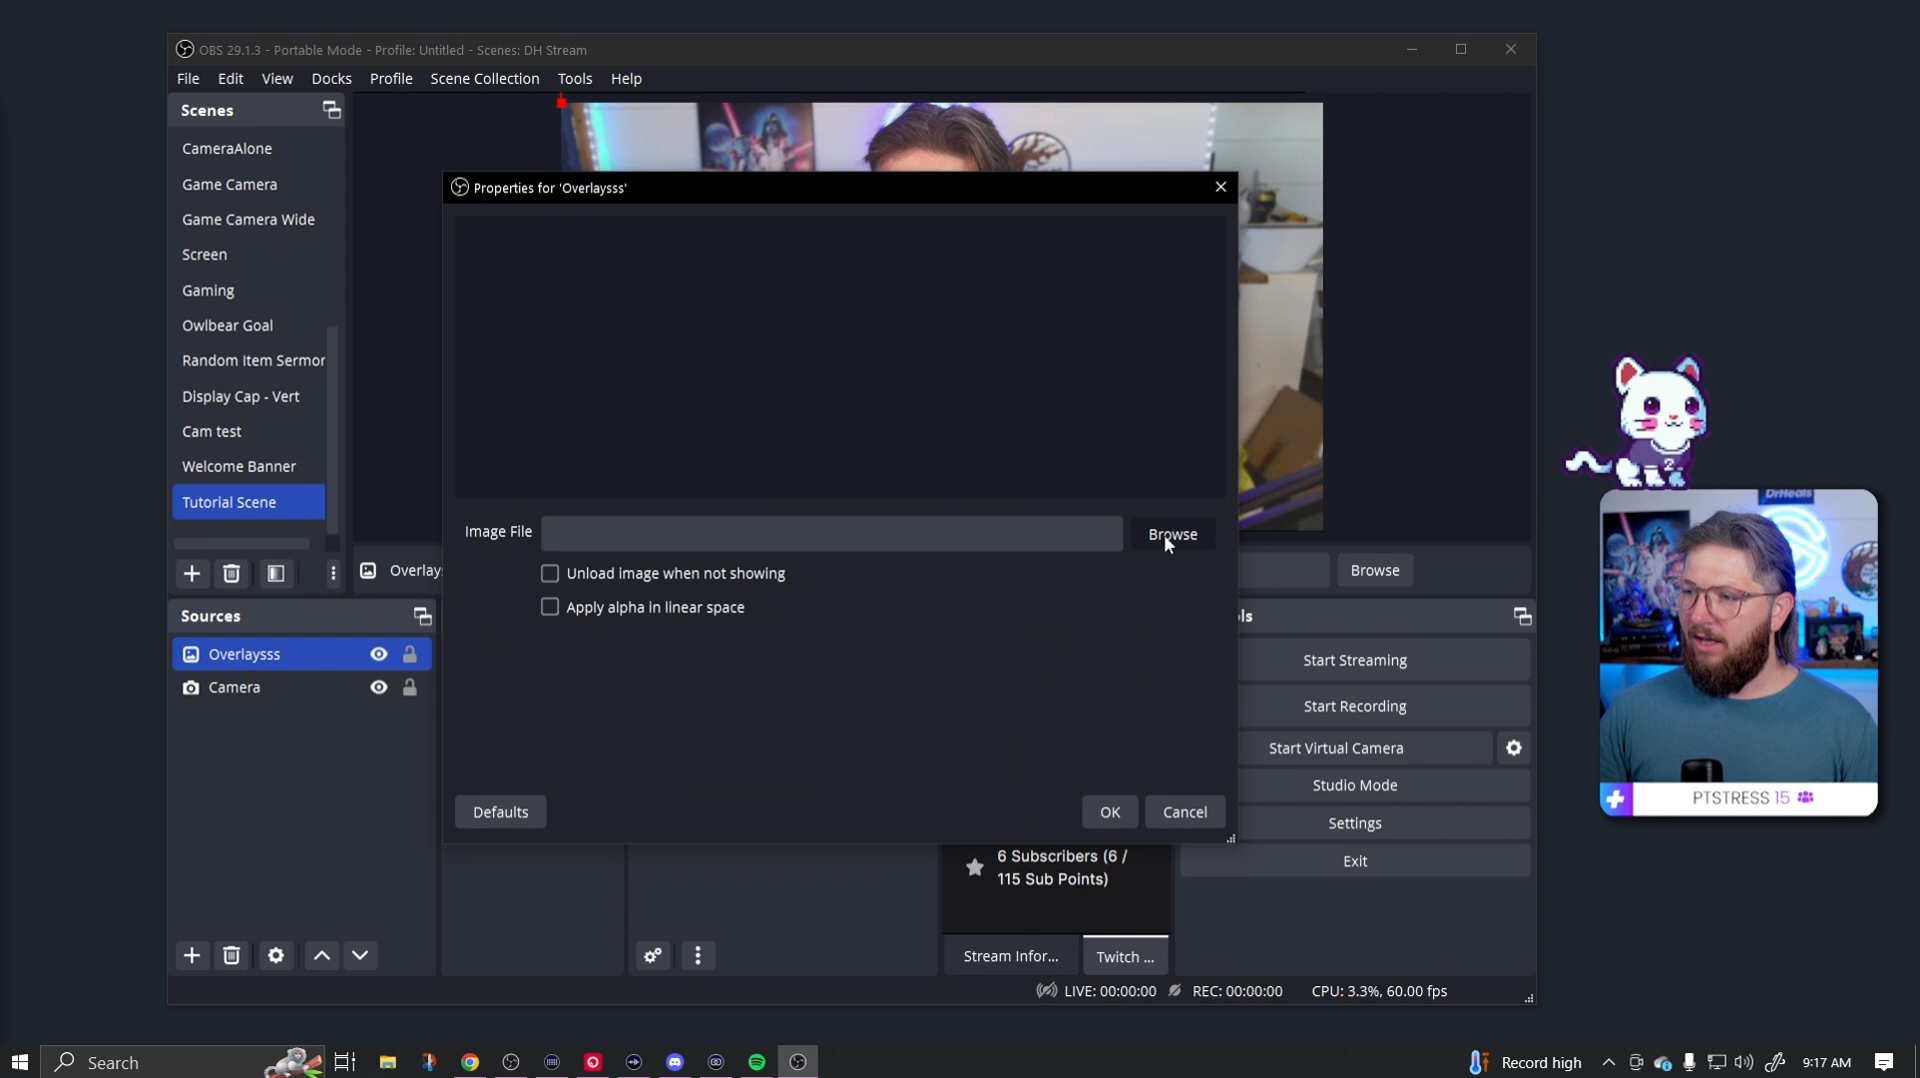 OBS 29.1.3 - Portable Mode - Profile: Untitled - Scenes: DH Stream
File Edit View Docks Profile Scene Collection Tools Help
Scenes
CameraAlone
Game Camera
Game Camera Wide
Screen
Gaming
Owlbear Goal
Random Item Sermor
Display Cap - Vert
Cam test
Welcome Banner
Tutorial Scene
Properties for 'Overlaysss'
Image File
Browse
Unload image when not showing
Apply alpha in linear space
Defaults
OK
Cancel
Overlay
Browse
Sources
Overlaysss
Camera
ls
Start Streaming
Start Recording
Start Virtual Camera
Studio Mode
Settings
Exit
6 Subscribers (6 /
115 Sub Points)
Stream Infor...
Twitch ...
LIVE: 00:00:00
REC: 00:00:00
CPU: 3.3%, 60.00 fps
2
DrHeals
PTSTRESS 15
Search
Record high
9:17 AM